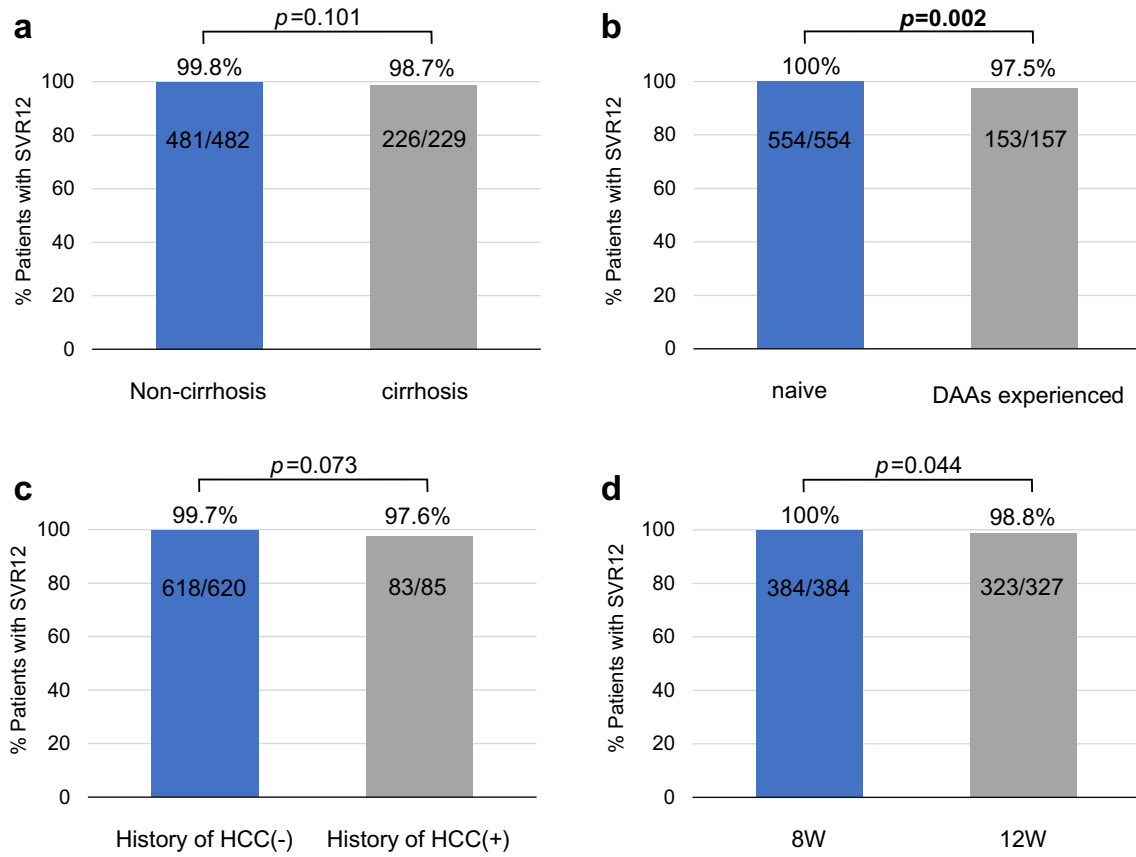 a
p=0.101
99.8%
98.7%
% Patients with SVR12
100
80
60
40
20
0
481/482
226/229
Non-cirrhosis
cirrhosis
b
p=0.002
100%
97.5%
% Patients with SVR12
100
80
60
40
20
0
554/554
153/157
naive
DAAs experienced
c
p=0.073
99.7%
97.6%
% Patients with SVR12
100
80
60
40
20
0
618/620
83/85
History of HCC(-)
History of HCC(+)
d
p=0.044
100%
98.8%
% Patients with SVR12
100
80
60
40
20
0
384/384
323/327
8W
12W